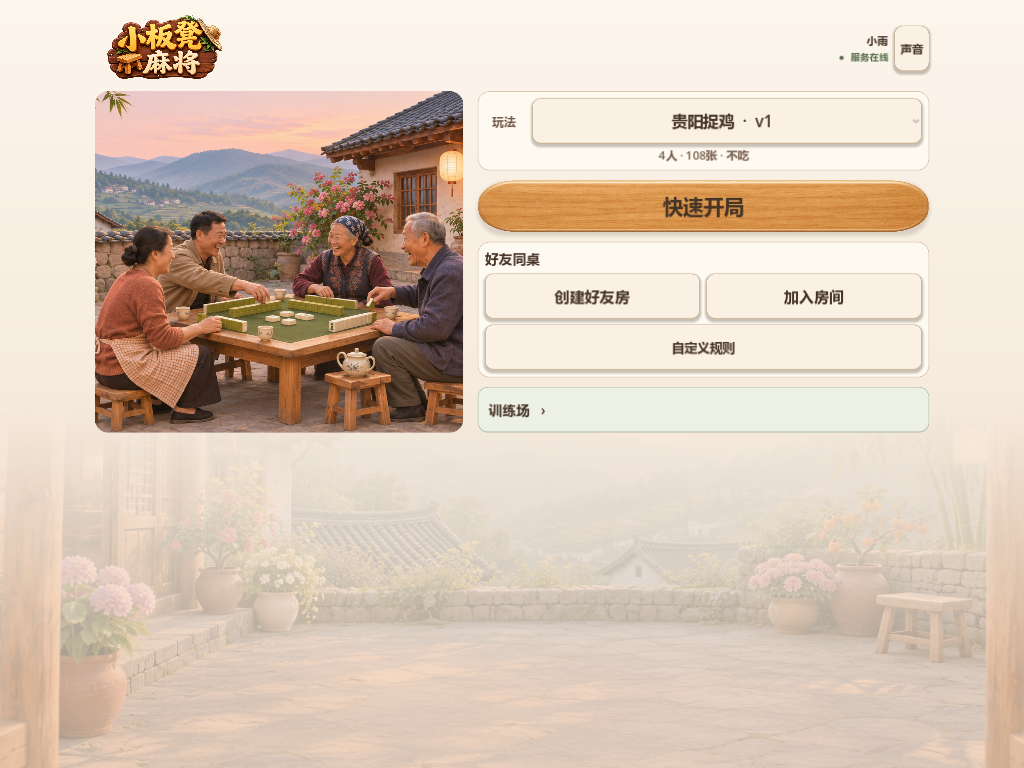 小板凳
麻将
小雨
• 服务在线
声音
玩法
贵阳捉鸡 · v1
4人 · 108张 · 不吃
快速开局
好友同桌
创建好友房
加入房间
自定义规则
训练场 ›